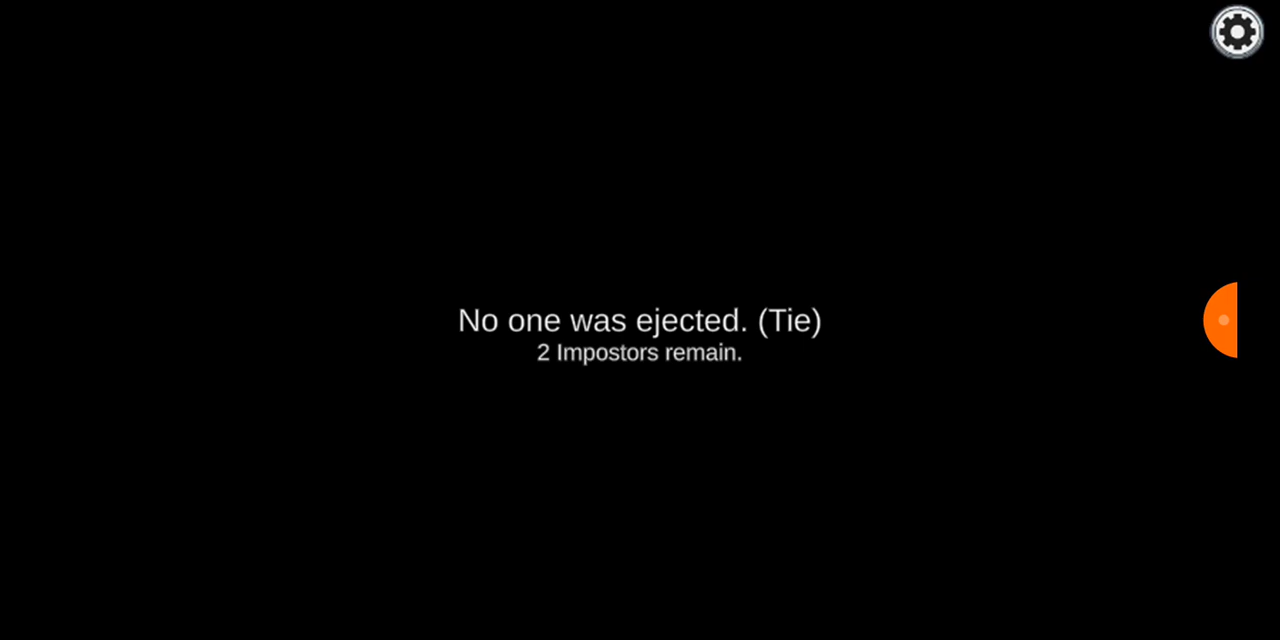 No one was ejected. (Tie)
2 Impostors remain.